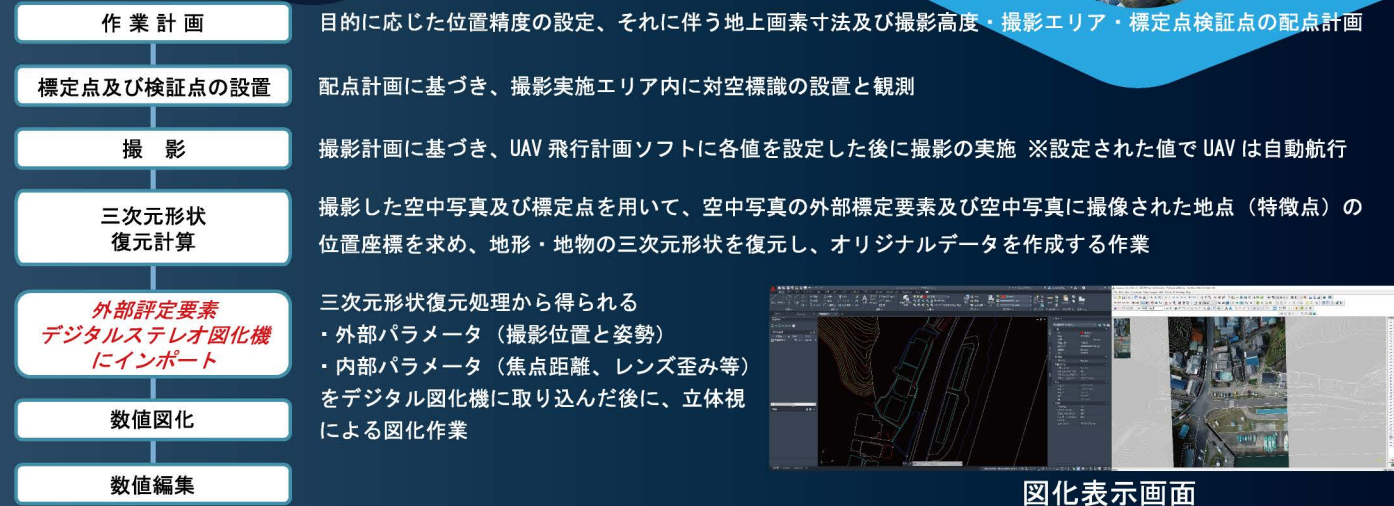 作業計画
目的に応じた位置精度の設定、それに伴う地上画素寸法及び撮影高度・撮影エリア・標定点検証点の配点計画
標定点及び検証点の設置
配点計画に基づき、撮影実施エリア内に対空標識の設置と観測
撮 影
撮影計画に基づき、UAV 飛行計画ソフトに各値を設定した後に撮影の実施 ※設定された値で UAV は自動航行
三次元形状
復元計算
撮影した空中写真及び標定点を用いて、空中写真の外部標定要素及び空中写真に撮像された地点（特徴点）の
位置座標を求め、地形・地物の三次元形状を復元し、オリジナルデータを作成する作業
外部評定要素
デジタルステレオ図化機
にインポート
三次元形状復元処理から得られる
・外部パラメータ（撮影位置と姿勢）
・内部パラメータ（焦点距離、レンズ歪み等）
をデジタル図化機に取り込んだ後に、立体視
による図化作業
数値図化
数値編集
図化表示画面